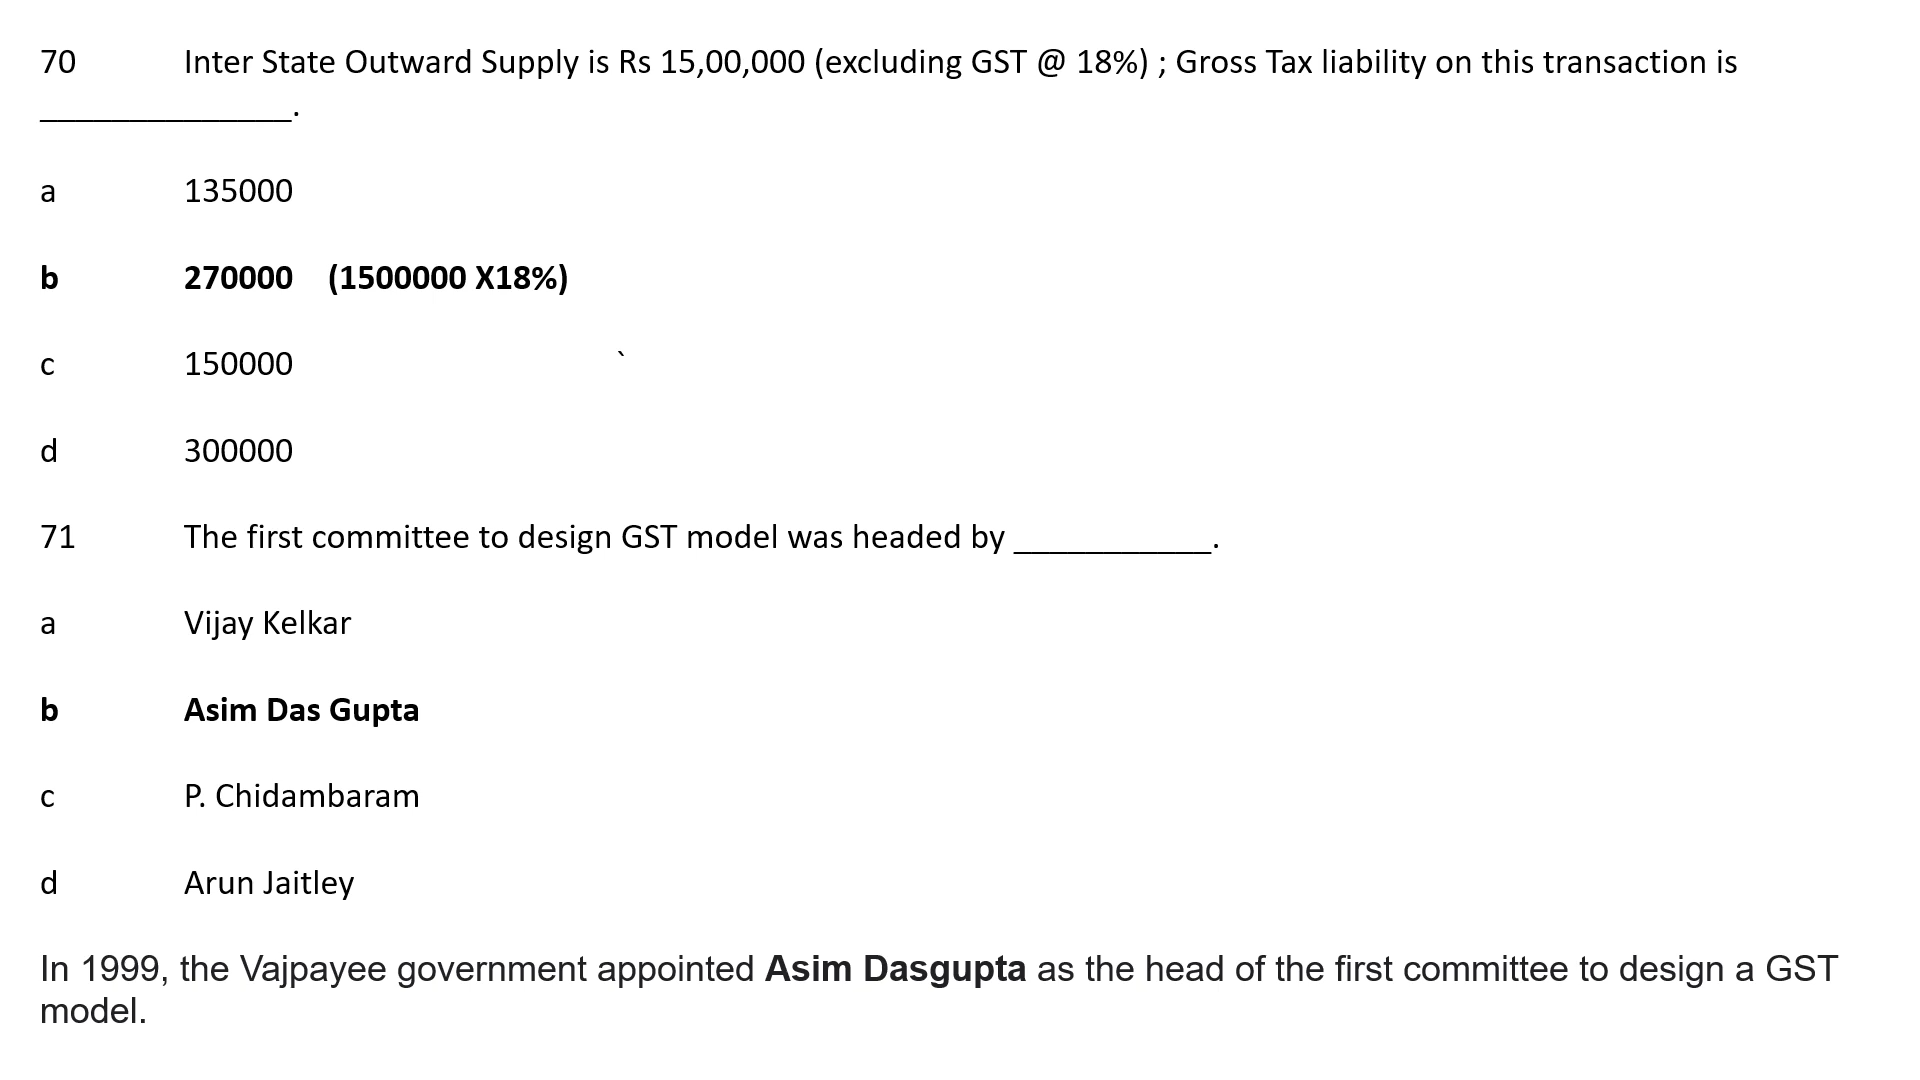 70 Inter State Outward Supply is Rs 15,00,000 (excluding GST @ 18%) ; Gross Tax liability on this transaction is
______________.
a 135000
b 270000 (1500000 X18%)
c 150000 `
d 300000
71 The first committee to design GST model was headed by ___________.
a Vijay Kelkar
b Asim Das Gupta
c P. Chidambaram
d Arun Jaitley
In 1999, the Vajpayee government appointed Asim Dasgupta as the head of the first committee to design a GST
model.